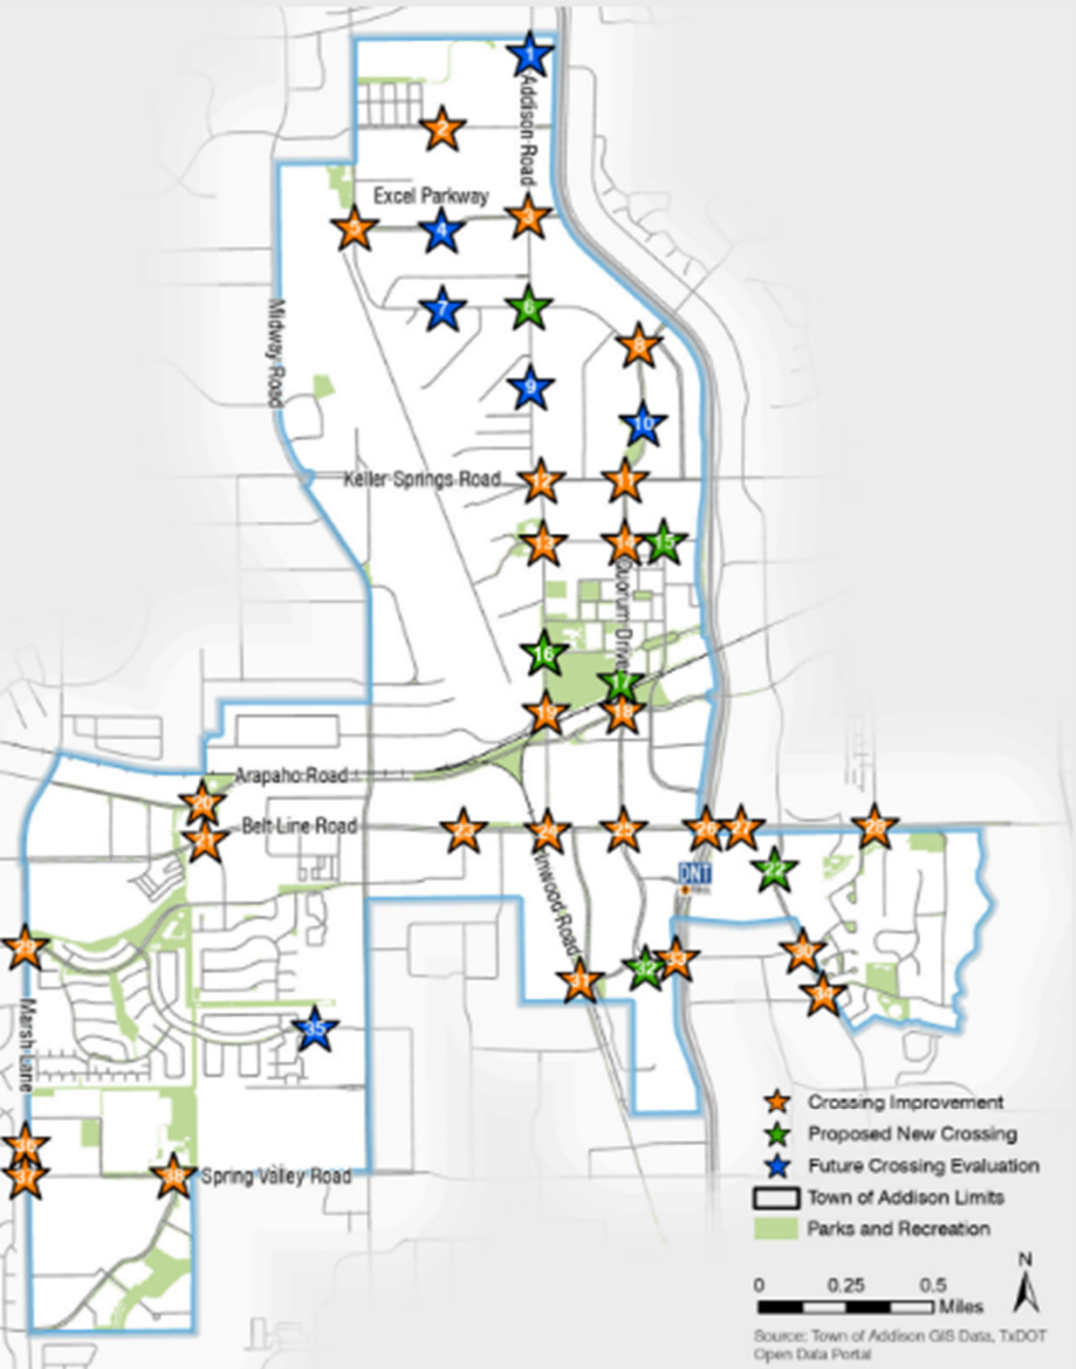 1
Addison Road
2
Excel Parkway
3
5
4
7
6
Midway Road
8
9
10
Keller Springs Road
12
11
13
14
15
Quorum Drive
16
17
19
18
Arapaho Road
20
Belt Line Road
21
23
24
25
26
27
28
DNT
22
Inwood Road
29
30
31
32
33
34
Marsh Lane
35
36
37
38
Spring Valley Road
Crossing Improvement
Proposed New Crossing
Future Crossing Evaluation
Town of Addison Limits
Parks and Recreation
N
0 0.25 0.5
Miles
Source: Town of Addison GIS Data, TxDOT
Open Data Portal